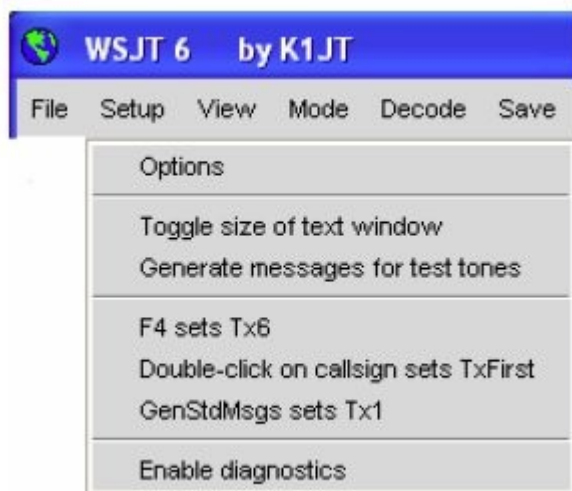 WSJT 6 by K1JT
File Setup View Mode Decode Save
Options
Toggle size of text window
Generate messages for test tones
F4 sets Tx6
Double-click on callsign sets TxFirst
GenStdMsgs sets Tx1
Enable diagnostics